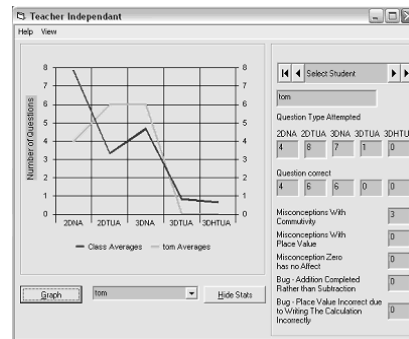 Teacher Independant
Help View
Number of Questions
8
7
6
5
4
3
2
1
0
8
7
6
5
4
3
2
1
0
2DNA 2DTUA 3DNA 3DTUA 3DHTUA
Class Averages tom Averages
Graph tom Hide Stats
Select Student
tom
Question Type Attempted
2DNA 2DTUA 3DNA 3DTUA 3DHTUA
4 8 7 1 0
Question correct
4 6 6 0 0
Misconceptions With
Commutivity 3
Misconceptions With
Place Value 0
Misconception Zero
has no Affect 0
Bug - Addition Completed
Rather than Subtraction 0
Bug - Place Value Incorrect due
to Writing The Calculation
Incorrectly 0